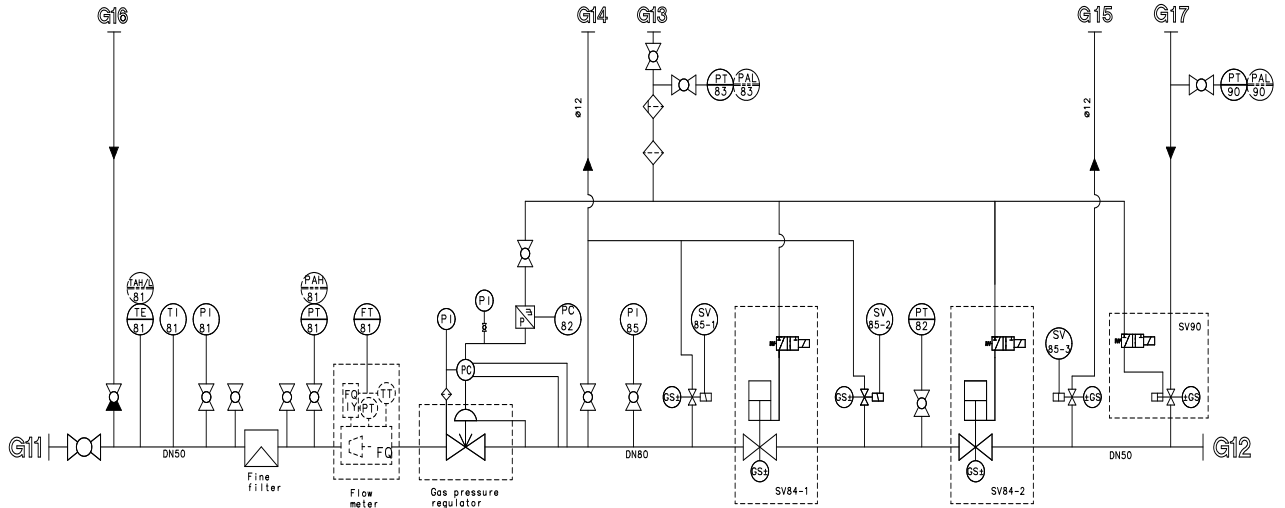 G16
G14
G13
G15
G17
PT 83
PAL 83
PT 90
PAL 90
ø12
ø12
TAH/L 81
TE 81
TI 81
PI 81
PAH 81
PT 81
FT 81
PI
PI
P
PC 82
PI 85
SV 85-1
SV 85-2
PT 82
SV 85-3
SV90
PC
FQ IY
TT
PT
FQ
GS±
GS±
±GS
±GS
G11
G12
DN50
DN80
DN50
GS±
GS±
Fine filter
Flow meter
Gas pressure regulator
SV84-1
SV84-2